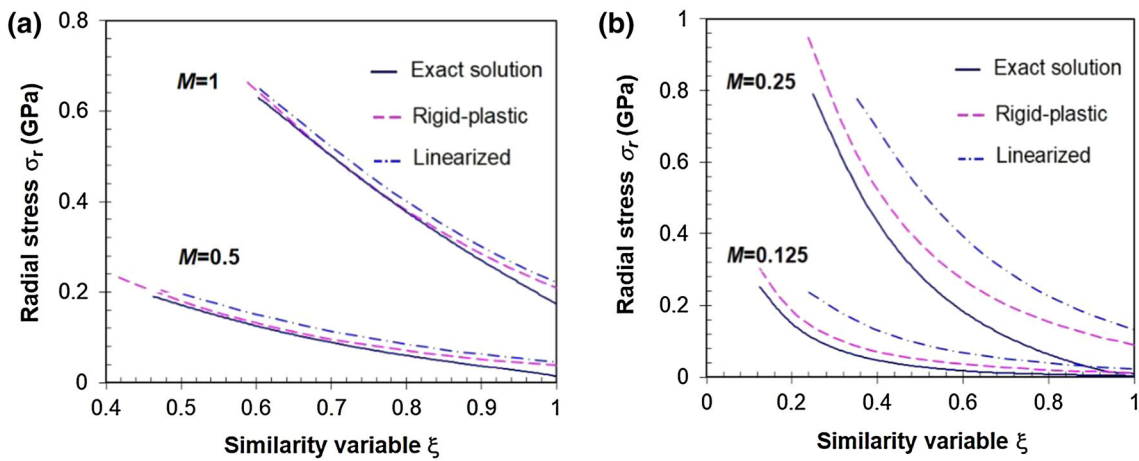 (a)
Radial stress σr (GPa)
0.8
0.6
0.4
0.2
0
M=1
M=0.5
Exact solution
Rigid-plastic
Linearized
0.4 0.5 0.6 0.7 0.8 0.9 1
Similarity variable ξ
(b)
Radial stress σr (GPa)
1
0.8
0.6
0.4
0.2
0
M=0.25
M=0.125
Exact solution
Rigid-plastic
Linearized
0 0.2 0.4 0.6 0.8 1
Similarity variable ξ